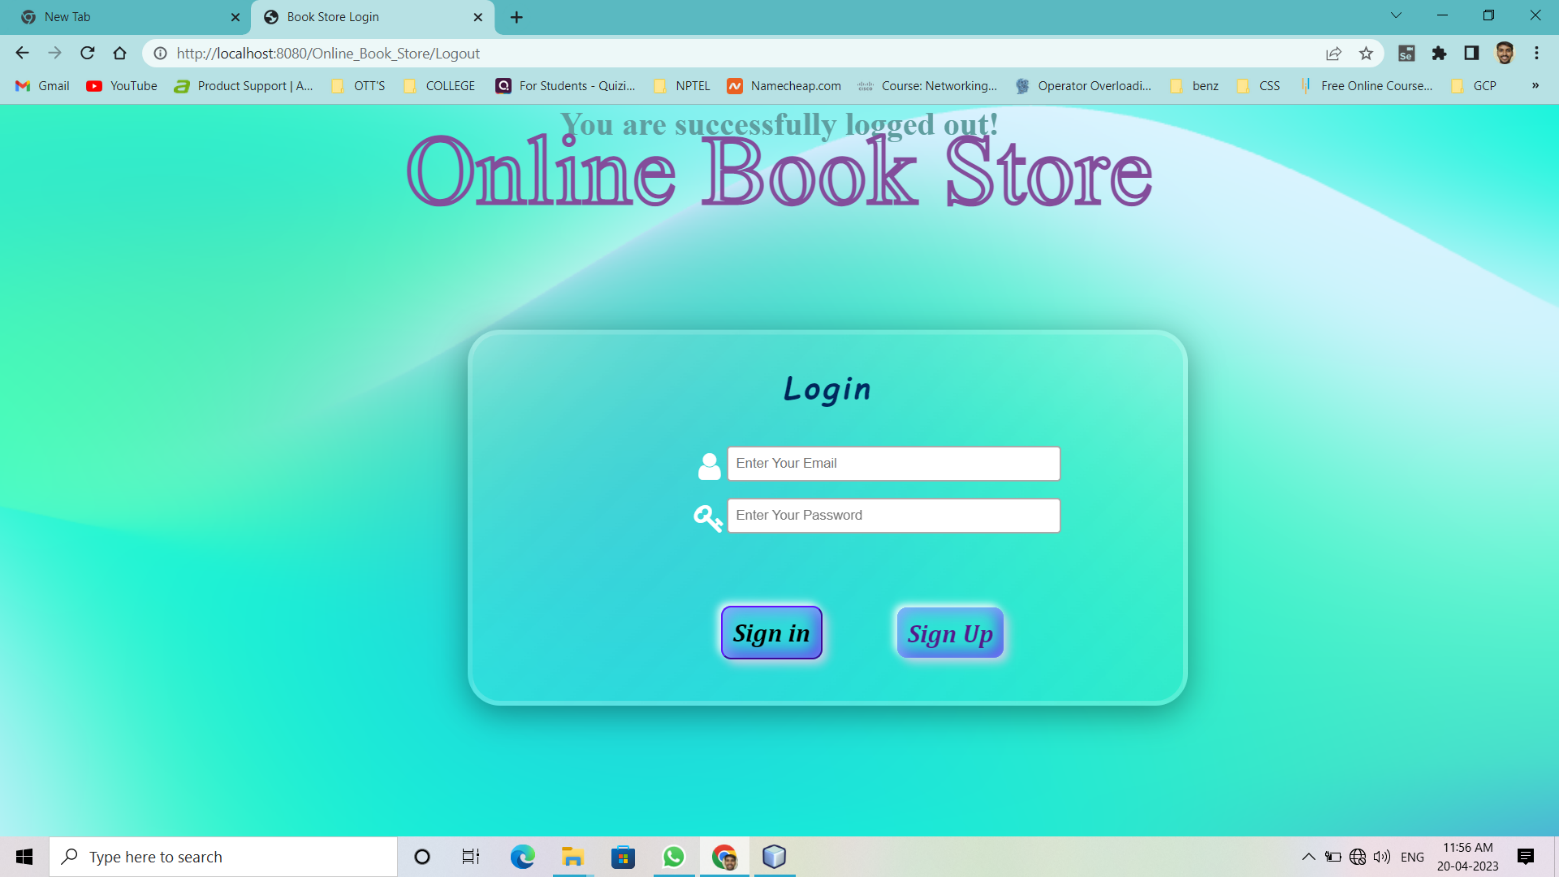 New Tab
Book Store Login
http://localhost:8080/Online_Book_Store/Logout
Se
Gmail
YouTube
Product Support | A...
OTT'S
COLLEGE
For Students - Quizi...
NPTEL
Namecheap.com
Course: Networking...
Operator Overloadi...
benz
CSS
Free Online Course...
GCP
»
You are successfully logged out!
Online Book Store
Login
Enter Your Email
Enter Your Password
Sign in
Sign Up
Type here to search
ENG
11:56 AM
20-04-2023